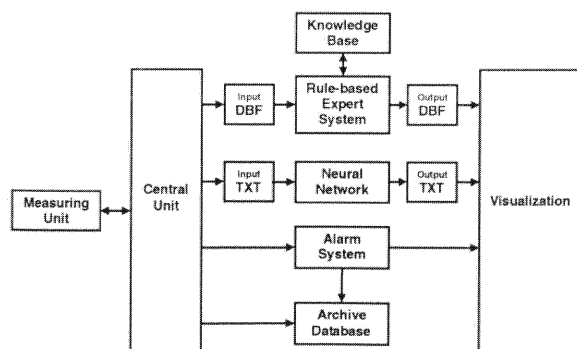 Knowledge
Base
Input
DBF
Rule-based
Expert
System
Output
DBF
Input
TXT
Neural
Network
Output
TXT
Measuring
Unit
Central
Unit
Visualization
Alarm
System
Archive
Database